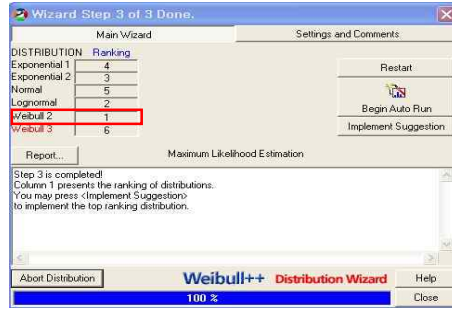 Wizard Step 3 of 3 Done.
Main Wizard
Settings and Comments
DISTRIBUTION Ranking
Exponential 1 4
Exponential 2 3
Normal 5
Lognormal 2
Weibull 2 1
Weibull 3 6
Restart
Begin Auto Run
Implement Suggestion
Report...
Maximum Likelihood Estimation
Step 3 is completed!
Column 1 presents the ranking of distributions.
You may press <Implement Suggestion>
to implement the top ranking distribution.
Abort Distribution
Weibull++ Distribution Wizard
Help
100 %
Close